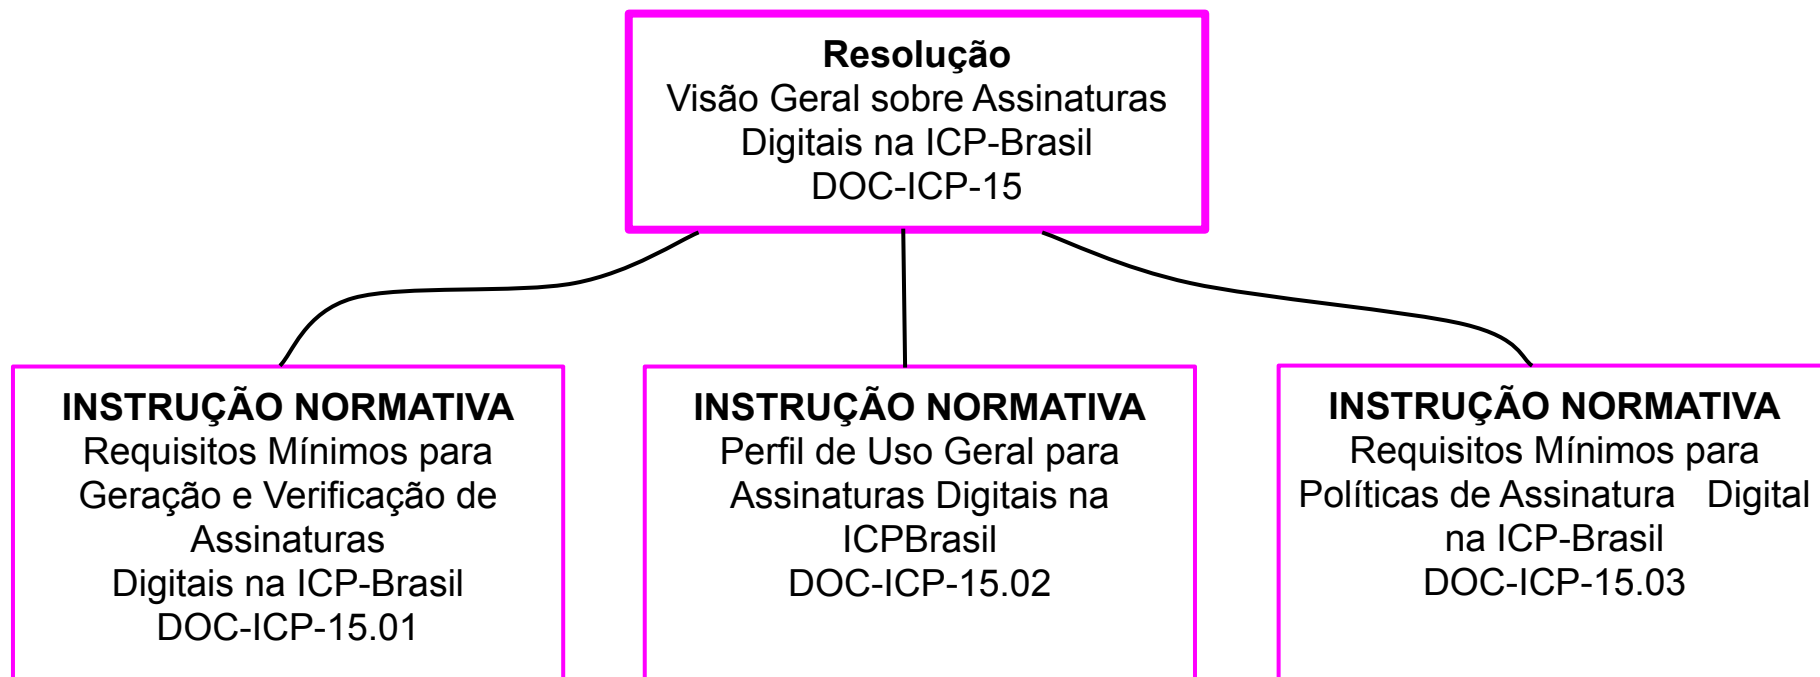 Resolução
Visão Geral sobre Assinaturas
Digitais na ICP-Brasil
DOC-ICP-15
INSTRUÇÃO NORMATIVA
Requisitos Mínimos para
Geração e Verificação de
Assinaturas
Digitais na ICP-Brasil
DOC-ICP-15.01
INSTRUÇÃO NORMATIVA
Perfil de Uso Geral para
Assinaturas Digitais na
ICPBrasil
DOC-ICP-15.02
INSTRUÇÃO NORMATIVA
Requisitos Mínimos para
Políticas de Assinatura Digital
na ICP-Brasil
DOC-ICP-15.03